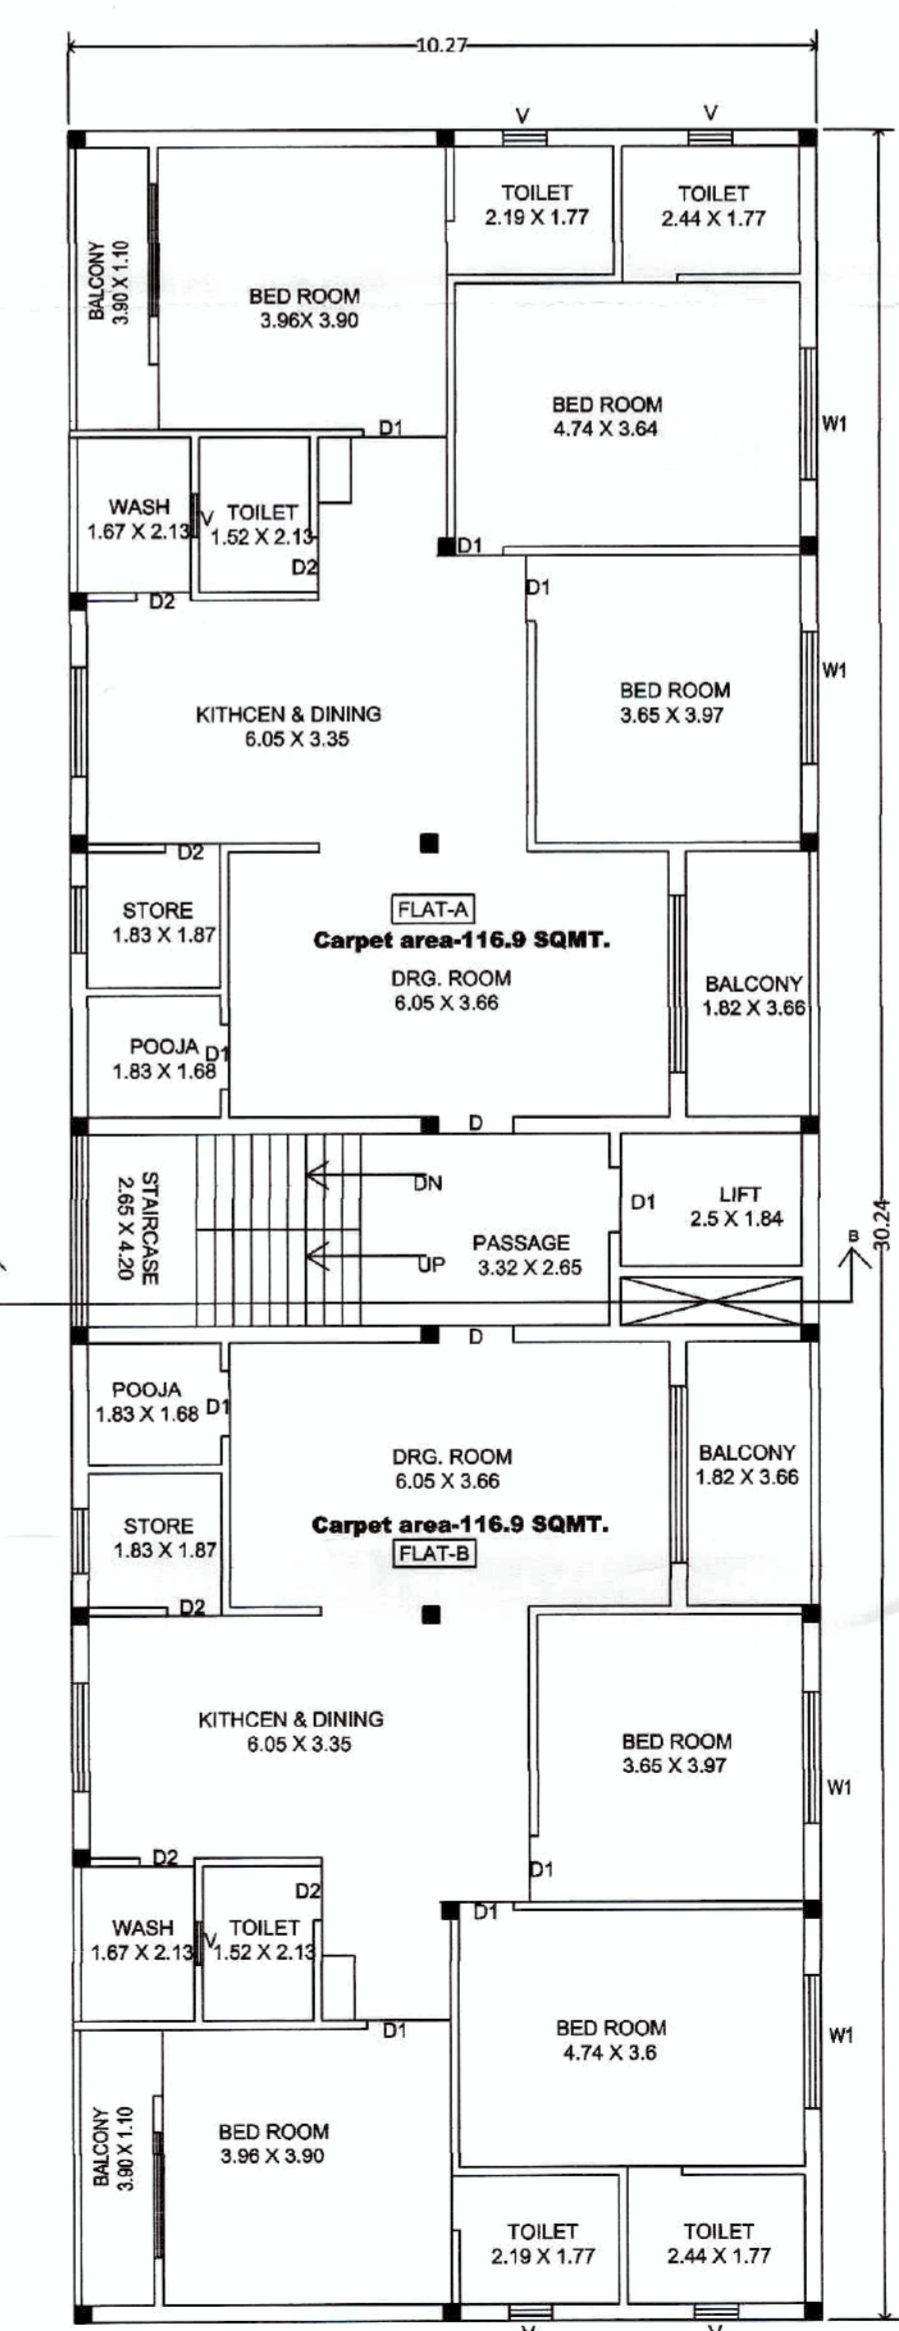 10.27
V
V
TOILET
2.19 X 1.77
TOILET
2.44 X 1.77
BALCONY
3.90 X 1.10
BED ROOM
3.96X 3.90
BED ROOM
4.74 X 3.64
W1
D1
WASH
1.67 X 2.13
V
TOILET
1.52 X 2.13
D2
D1
D2
D1
BED ROOM
3.65 X 3.97
W1
KITHCEN & DINING
6.05 X 3.35
D2
STORE
1.83 X 1.87
FLAT-A
Carpet area-116.9 SQMT.
DRG. ROOM
6.05 X 3.66
BALCONY
1.82 X 3.66
POOJA
1.83 X 1.68
D1
D
STAIRCASE
2.65 X 4.20
DN
UP
PASSAGE
3.32 X 2.65
D1
LIFT
2.5 X 1.84
B
30.24
D
POOJA
1.83 X 1.68
D1
DRG. ROOM
6.05 X 3.66
BALCONY
1.82 X 3.66
STORE
1.83 X 1.87
Carpet area-116.9 SQMT.
FLAT-B
D2
KITHCEN & DINING
6.05 X 3.35
BED ROOM
3.65 X 3.97
W1
D2
D1
D2
D1
WASH
1.67 X 2.13
V
TOILET
1.52 X 2.13
D1
BED ROOM
4.74 X 3.6
W1
BALCONY
3.90 X 1.10
BED ROOM
3.96 X 3.90
TOILET
2.19 X 1.77
TOILET
2.44 X 1.77
V
V